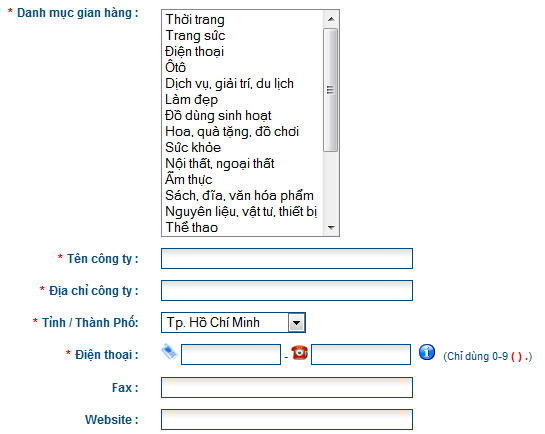 * Danh mục gian hàng :
Thời trang
Trang sức
Điện thoại
Ôtô
Dịch vụ, giải trí, du lịch
Làm đẹp
Đồ dùng sinh hoạt
Hoa, quà tặng, đồ chơi
Sức khỏe
Nội thất, ngoại thất
Ẩm thực
Sách, đĩa, văn hóa phẩm
Nguyên liệu, vật tư, thiết bị
Thể thao
* Tên công ty :
* Địa chỉ công ty :
* Tỉnh / Thành Phố: Tp. Hồ Chí Minh
* Điện thoại : - (Chỉ dùng 0-9 ( ) .)
Fax :
Website :